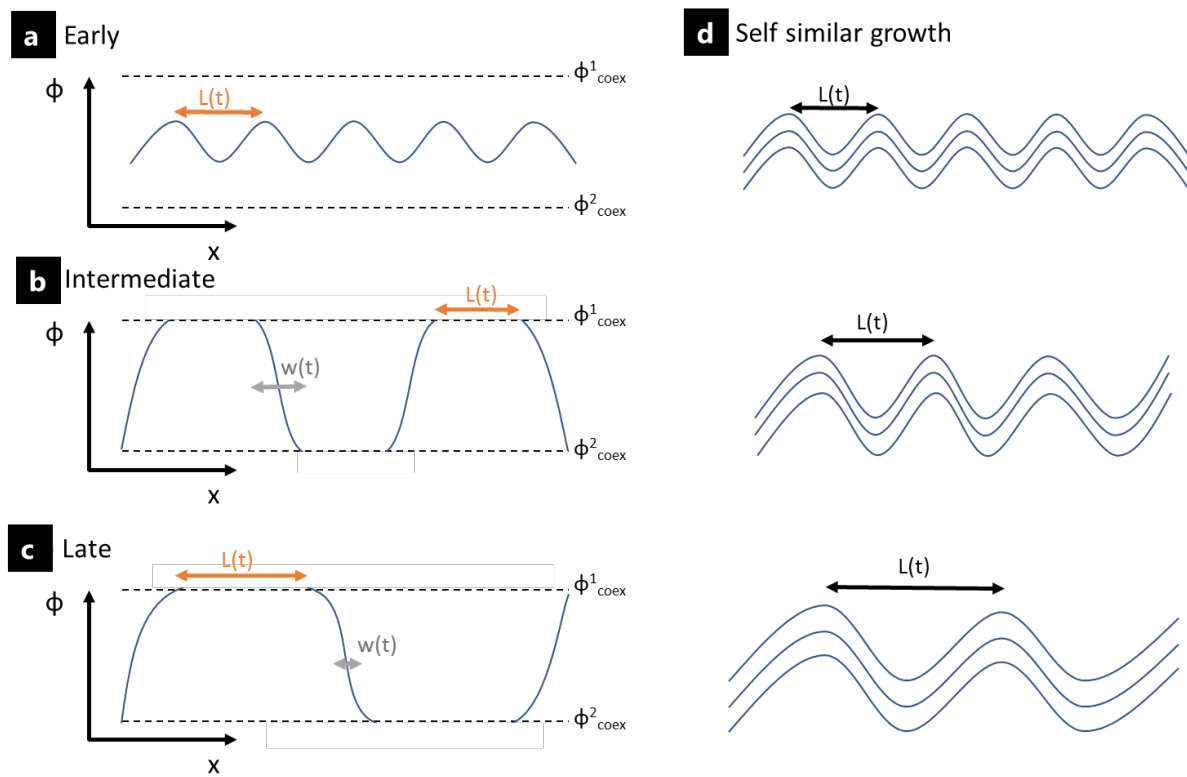 a Early
ϕ¹coex
L(t)
ϕ
ϕ²coex
x
b Intermediate
L(t)
ϕ¹coex
ϕ
w(t)
ϕ²coex
x
c Late
L(t)
ϕ¹coex
ϕ
w(t)
ϕ²coex
x
d Self similar growth
L(t)
L(t)
L(t)